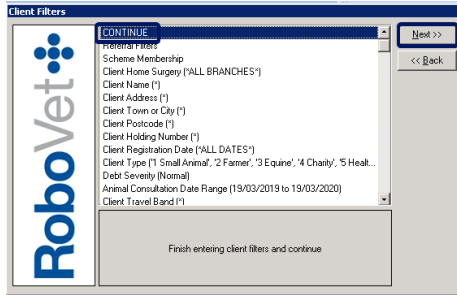 Client Filters
CONTINUE
Referral Filters
Scheme Membership
Client Home Surgery (*ALL BRANCHES*)
Client Name (*)
Client Address (*)
Client Town or City (*)
Client Postcode (*)
Client Holding Number (*)
Client Registration Date (*ALL DATES*)
Client Type ('1 Small Animal', '2 Farmer', '3 Equine', '4 Charity', '5 Healt...
Debt Severity (Normal)
Animal Consultation Date Range (19/03/2019 to 19/03/2020)
Client Travel Band (*)
Next >>
<< Back
RoboVet
Finish entering client filters and continue